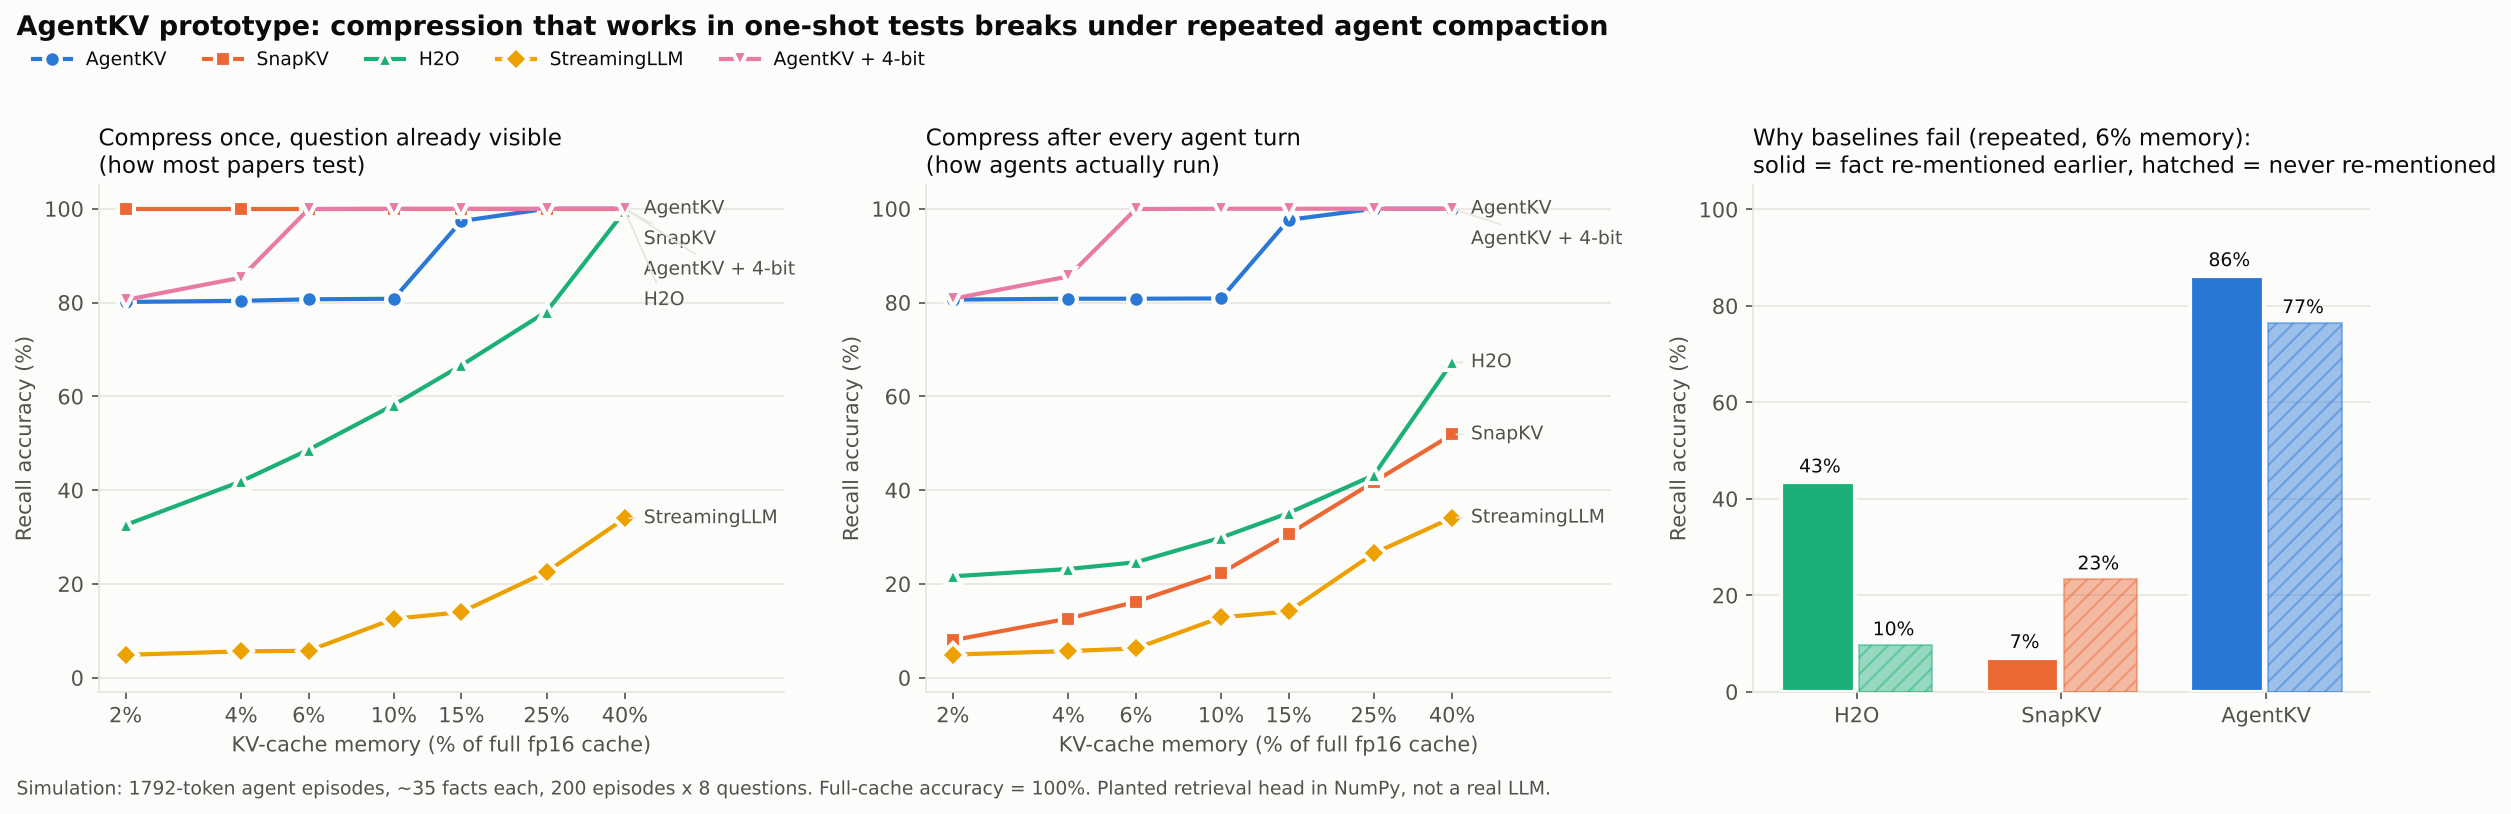 AgentKV prototype: compression that works in one-shot tests breaks under repeated agent compaction
AgentKV
SnapKV
H2O
StreamingLLM
AgentKV + 4-bit
Compress once, question already visible
(how most papers test)
Recall accuracy (%)
100
80
60
40
20
0
AgentKV
SnapKV
AgentKV + 4-bit
H2O
StreamingLLM
2% 4% 6% 10% 15% 25% 40%
KV-cache memory (% of full fp16 cache)
Compress after every agent turn
(how agents actually run)
Recall accuracy (%)
100
80
60
40
20
0
AgentKV
AgentKV + 4-bit
H2O
SnapKV
StreamingLLM
2% 4% 6% 10% 15% 25% 40%
KV-cache memory (% of full fp16 cache)
Why baselines fail (repeated, 6% memory):
solid = fact re-mentioned earlier, hatched = never re-mentioned
Recall accuracy (%)
100
80
60
40
20
0
43%
10%
7%
23%
86%
77%
H2O SnapKV AgentKV
Simulation: 1792-token agent episodes, ~35 facts each, 200 episodes x 8 questions. Full-cache accuracy = 100%. Planted retrieval head in NumPy, not a real LLM.